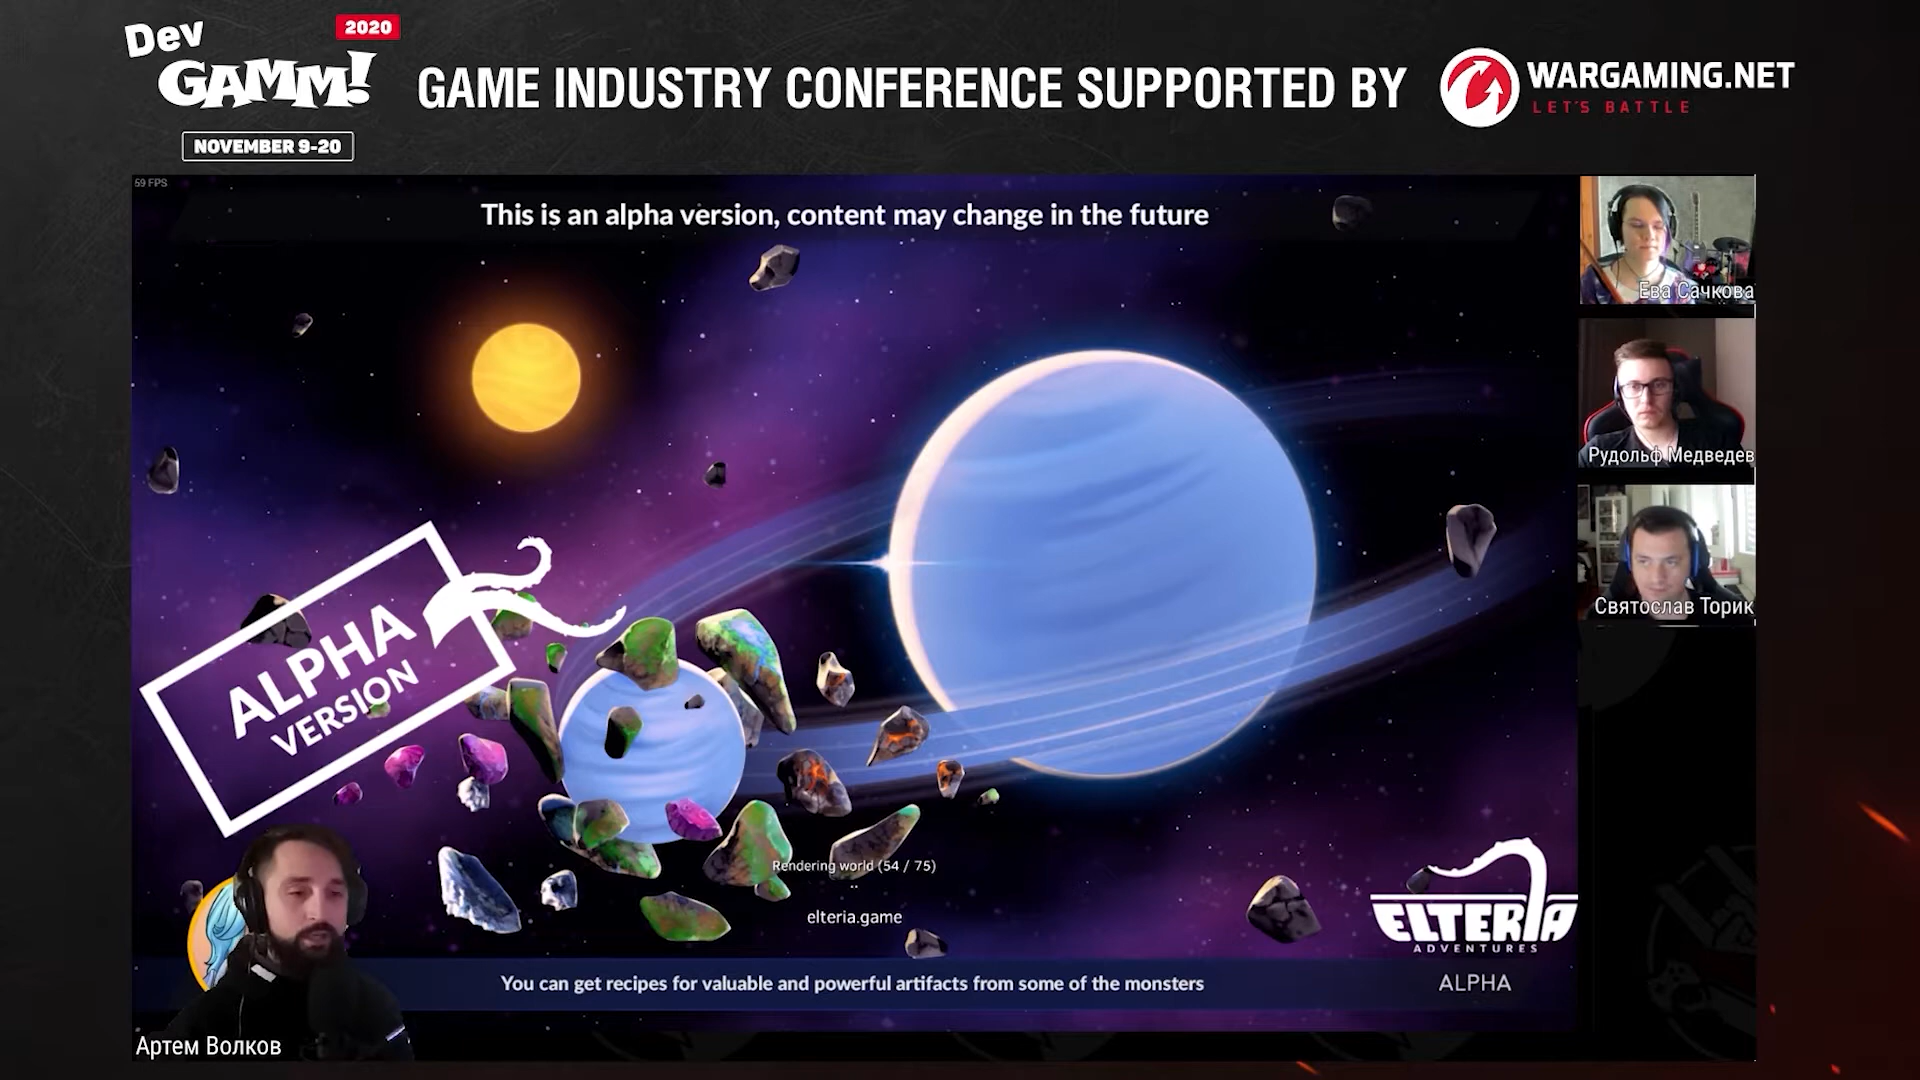 Dev
2020
GAMM!
NOVEMBER 9-20
GAME INDUSTRY CONFERENCE SUPPORTED BY
WARGAMING.NET
LET'S BATTLE
59 FPS
This is an alpha version, content may change in the future
Ева Сачкова
Рудольф Медведев
Святослав Торик
ALPHA
VERSION
Rendering world (54 / 75)
elteria.game
ELTERIA
ADVENTURES
ALPHA
You can get recipes for valuable and powerful artifacts from some of the monsters
Артем Волков